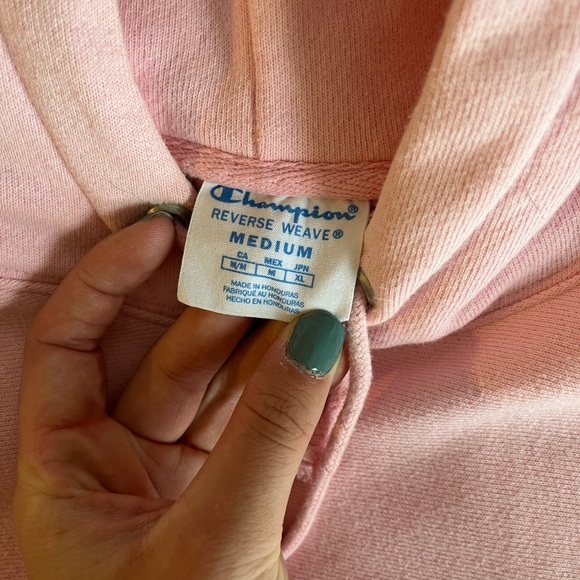 Champion®
REVERSE WEAVE®
MEDIUM
CA MEX JPN
M/M M XL
MADE IN HONDURAS
FABRIQUÉ AU HONDURAS
HECHO EN HONDURAS